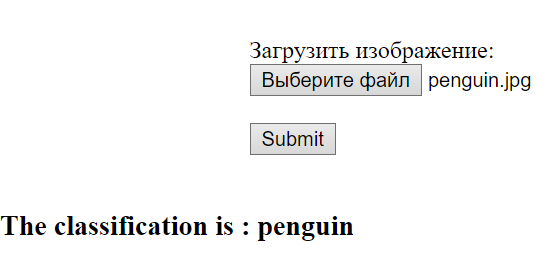 Загрузить изображение:
Выберите файл penguin.jpg
Submit
The classification is : penguin